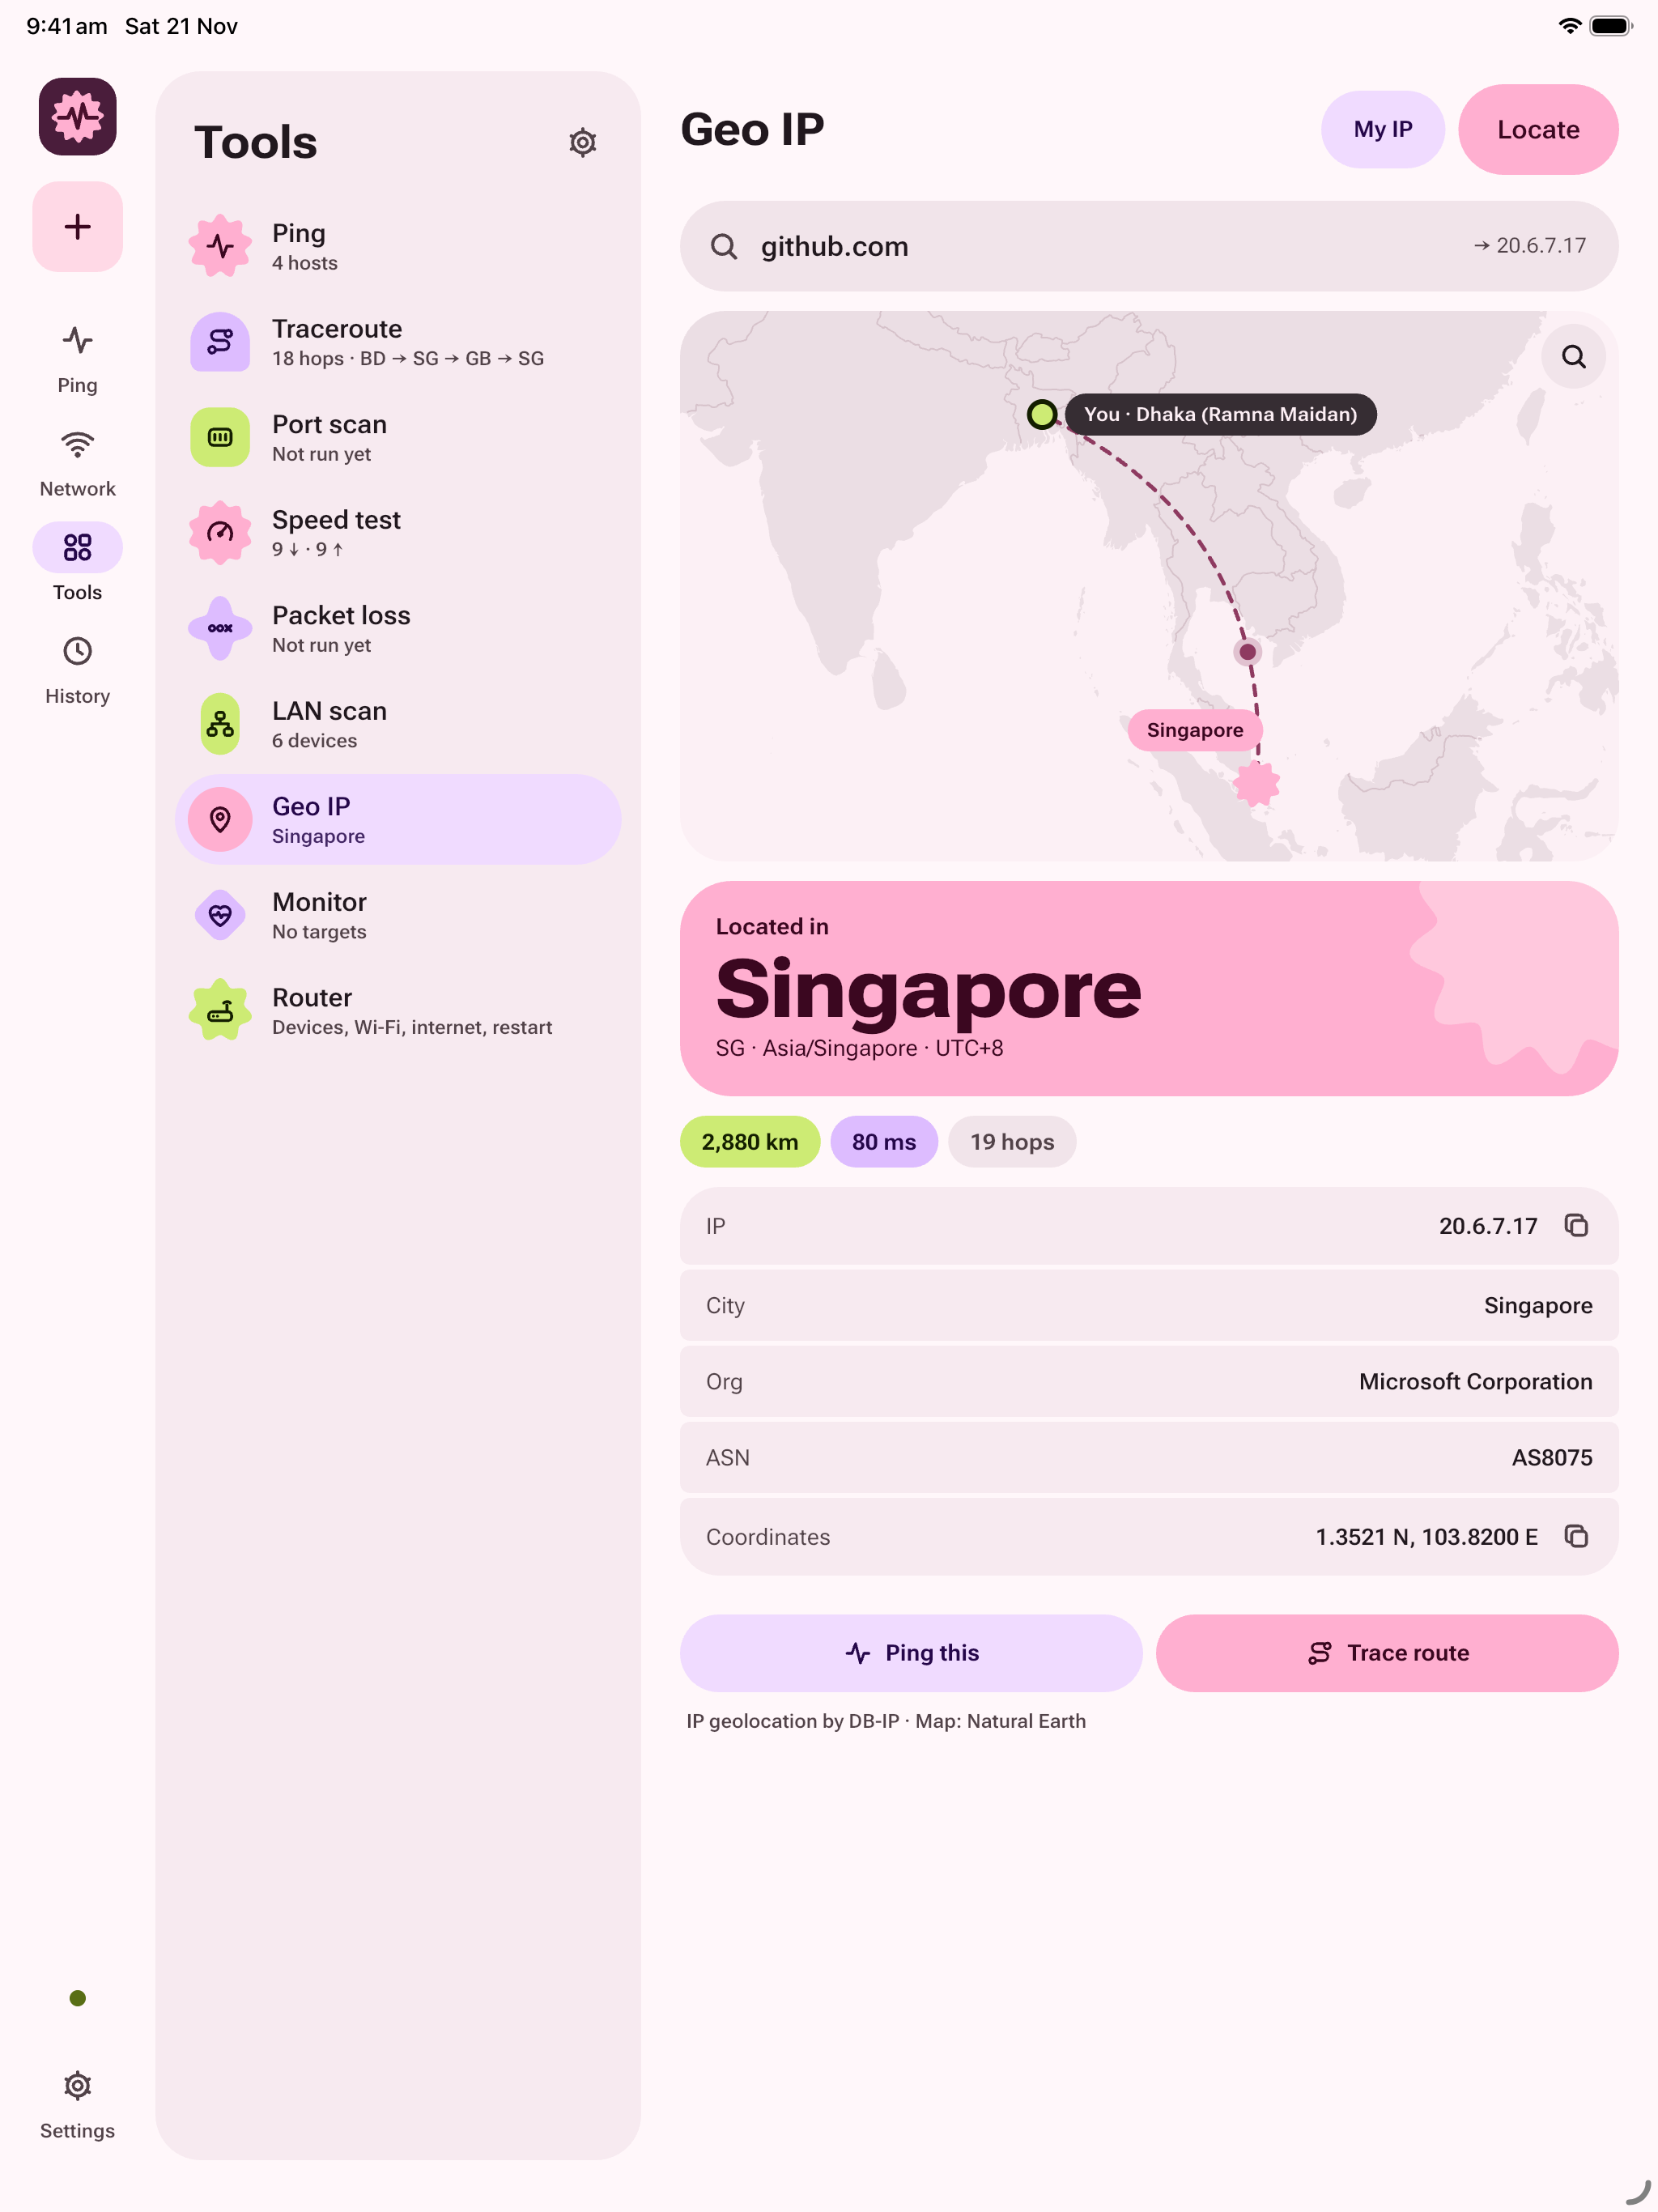 9:41 am Sat 21 Nov
Tools
Ping
4 hosts
Traceroute
18 hops · BD → SG → GB → SG
Port scan
Not run yet
Speed test
9 ↓ · 9 ↑
Packet loss
Not run yet
LAN scan
6 devices
Geo IP
Singapore
Monitor
No targets
Router
Devices, Wi-Fi, internet, restart
Ping
Network
Tools
History
Settings
Geo IP
My IP
Locate
github.com
→ 20.6.7.17
You · Dhaka (Ramna Maidan)
Singapore
Located in
Singapore
SG · Asia/Singapore · UTC+8
2,880 km
80 ms
19 hops
IP 20.6.7.17
City Singapore
Org Microsoft Corporation
ASN AS8075
Coordinates 1.3521 N, 103.8200 E
Ping this
Trace route
IP geolocation by DB-IP · Map: Natural Earth